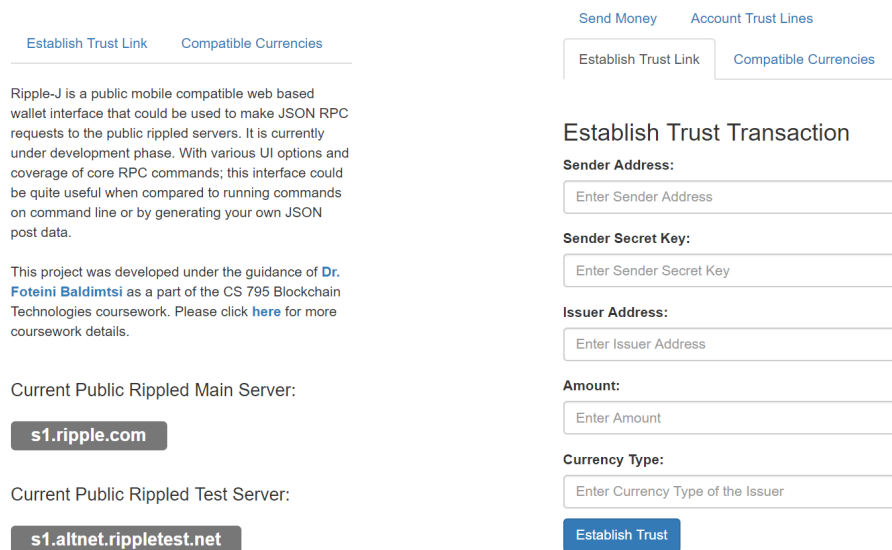 Establish Trust Link Compatible Currencies
Ripple-J is a public mobile compatible web based
wallet interface that could be used to make JSON RPC
requests to the public rippled servers. It is currently
under development phase. With various UI options and
coverage of core RPC commands; this interface could
be quite useful when compared to running commands
on command line or by generating your own JSON
post data.
This project was developed under the guidance of Dr.
Foteini Baldimtsi as a part of the CS 795 Blockchain
Technologies coursework. Please click here for more
coursework details.
Current Public Rippled Main Server:
s1.ripple.com
Current Public Rippled Test Server:
s1.altnet.rippletest.net
Send Money Account Trust Lines
Establish Trust Link Compatible Currencies
Establish Trust Transaction
Sender Address:
Enter Sender Address
Sender Secret Key:
Enter Sender Secret Key
Issuer Address:
Enter Issuer Address
Amount:
Enter Amount
Currency Type:
Enter Currency Type of the Issuer
Establish Trust